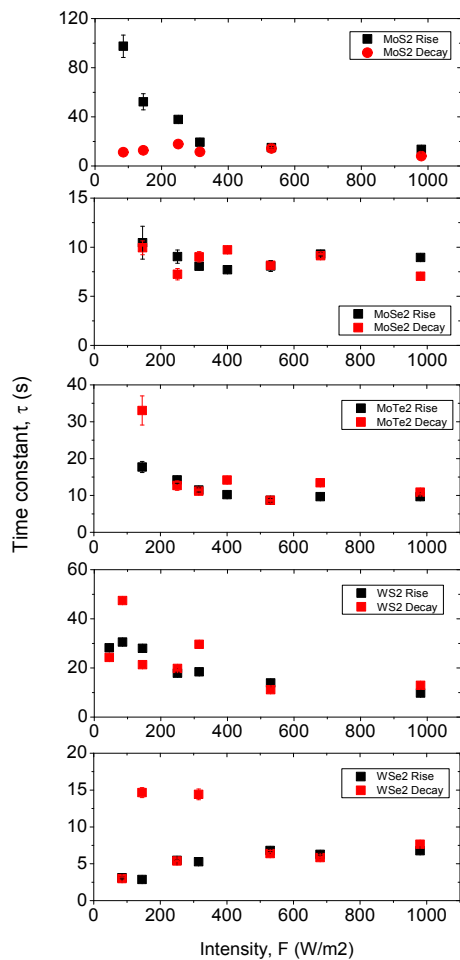 Time constant, τ (s)
120
80
40
0
MoS2 Rise
MoS2 Decay
0 200 400 600 800 1000
15
10
5
0
MoSe2 Rise
MoSe2 Decay
0 200 400 600 800 1000
40
30
20
10
0
MoTe2 Rise
MoTe2 Decay
0 200 400 600 800 1000
60
40
20
0
WS2 Rise
WS2 Decay
0 200 400 600 800 1000
20
15
10
5
0
WSe2 Rise
WSe2 Decay
0 200 400 600 800 1000
Intensity, F (W/m2)